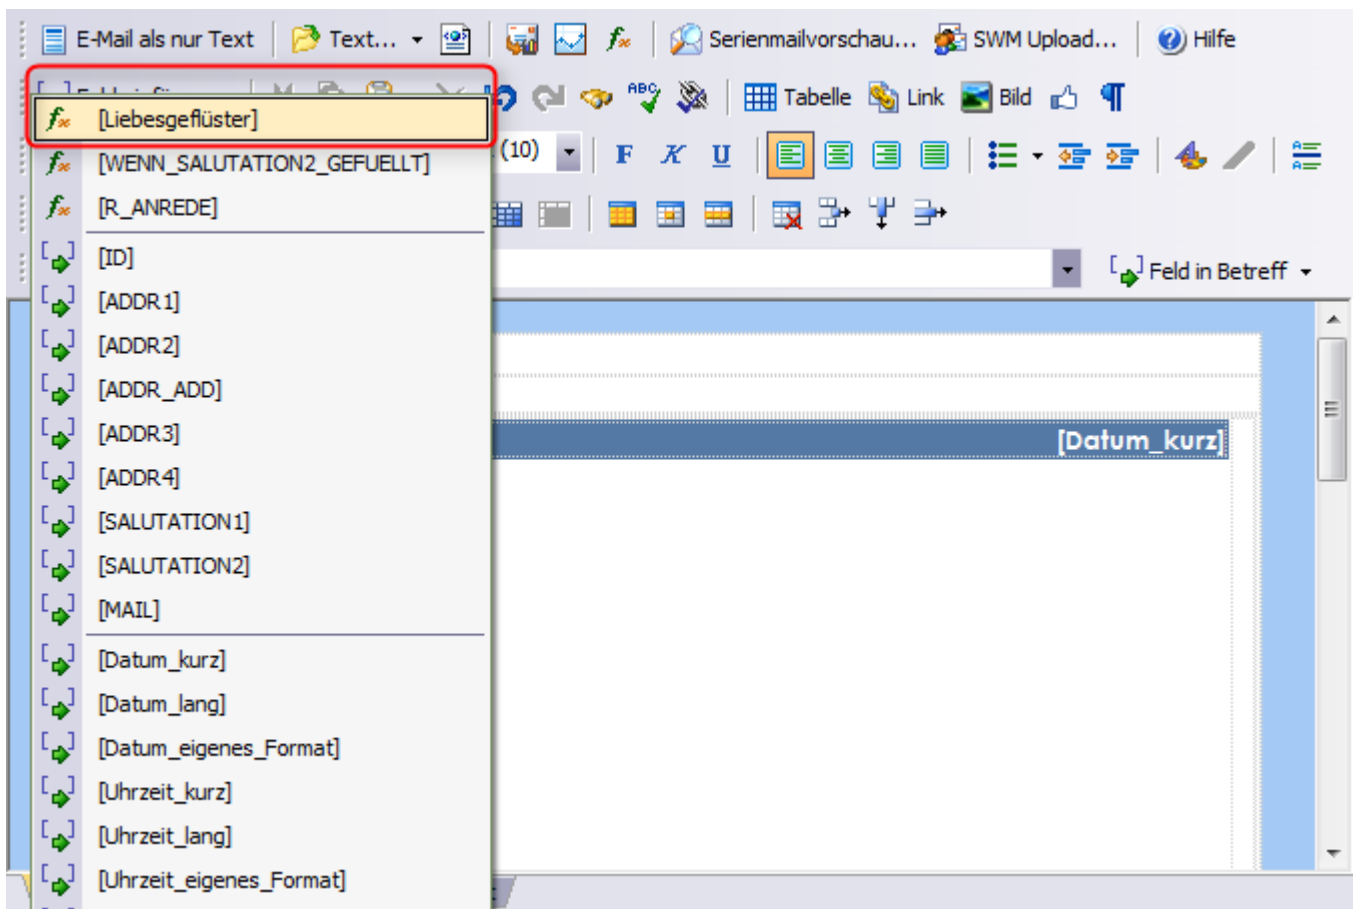 E-Mail als nur Text Text... Serienmailvorschau... SWM Upload... Hilfe
ABC Tabelle Link Bild
[Liebesgeflüster]
(10) F K U
[WENN_SALUTATION2_GEFUELLT]
[R_ANREDE]
[ID]
Feld in Betreff
[ADDR1]
[ADDR2]
[ADDR_ADD]
[ADDR3]
[Datum_kurz]
[ADDR4]
[SALUTATION1]
[SALUTATION2]
[MAIL]
[Datum_kurz]
[Datum_lang]
[Datum_eigenes_Format]
[Uhrzeit_kurz]
[Uhrzeit_lang]
[Uhrzeit_eigenes_Format]